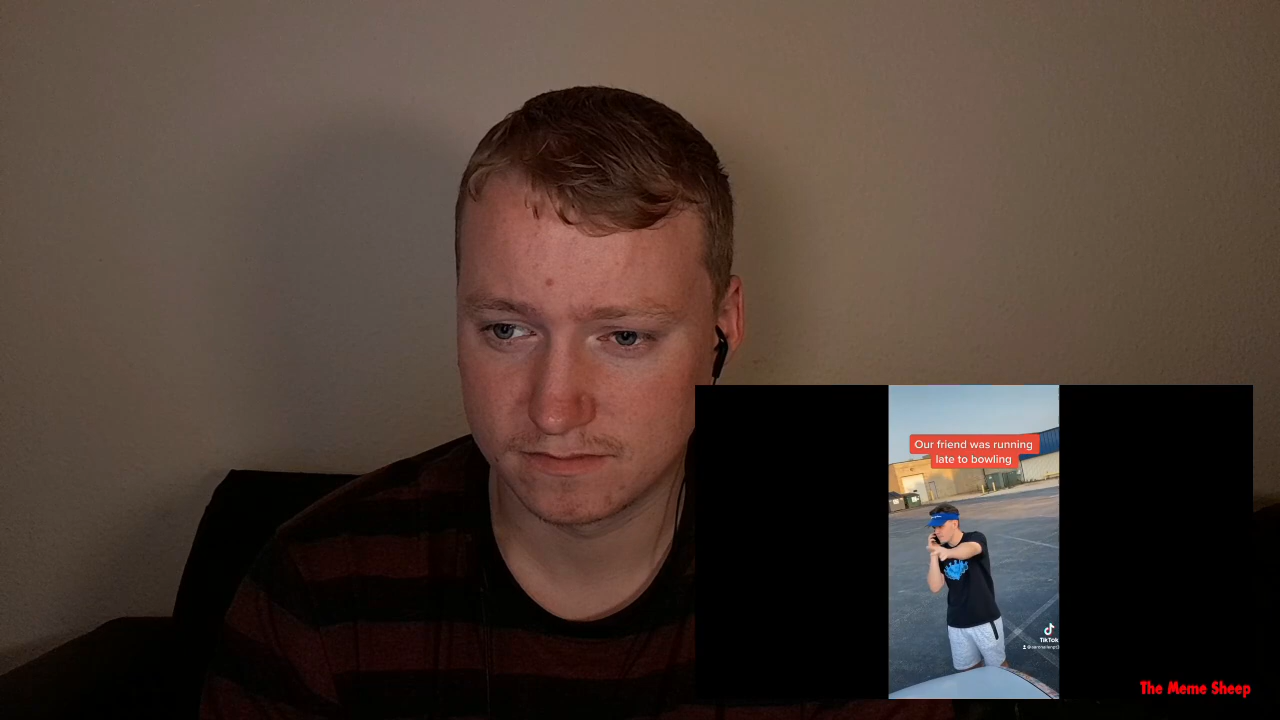 Our friend was running
late to bowling
TikTok
The Meme Sheep